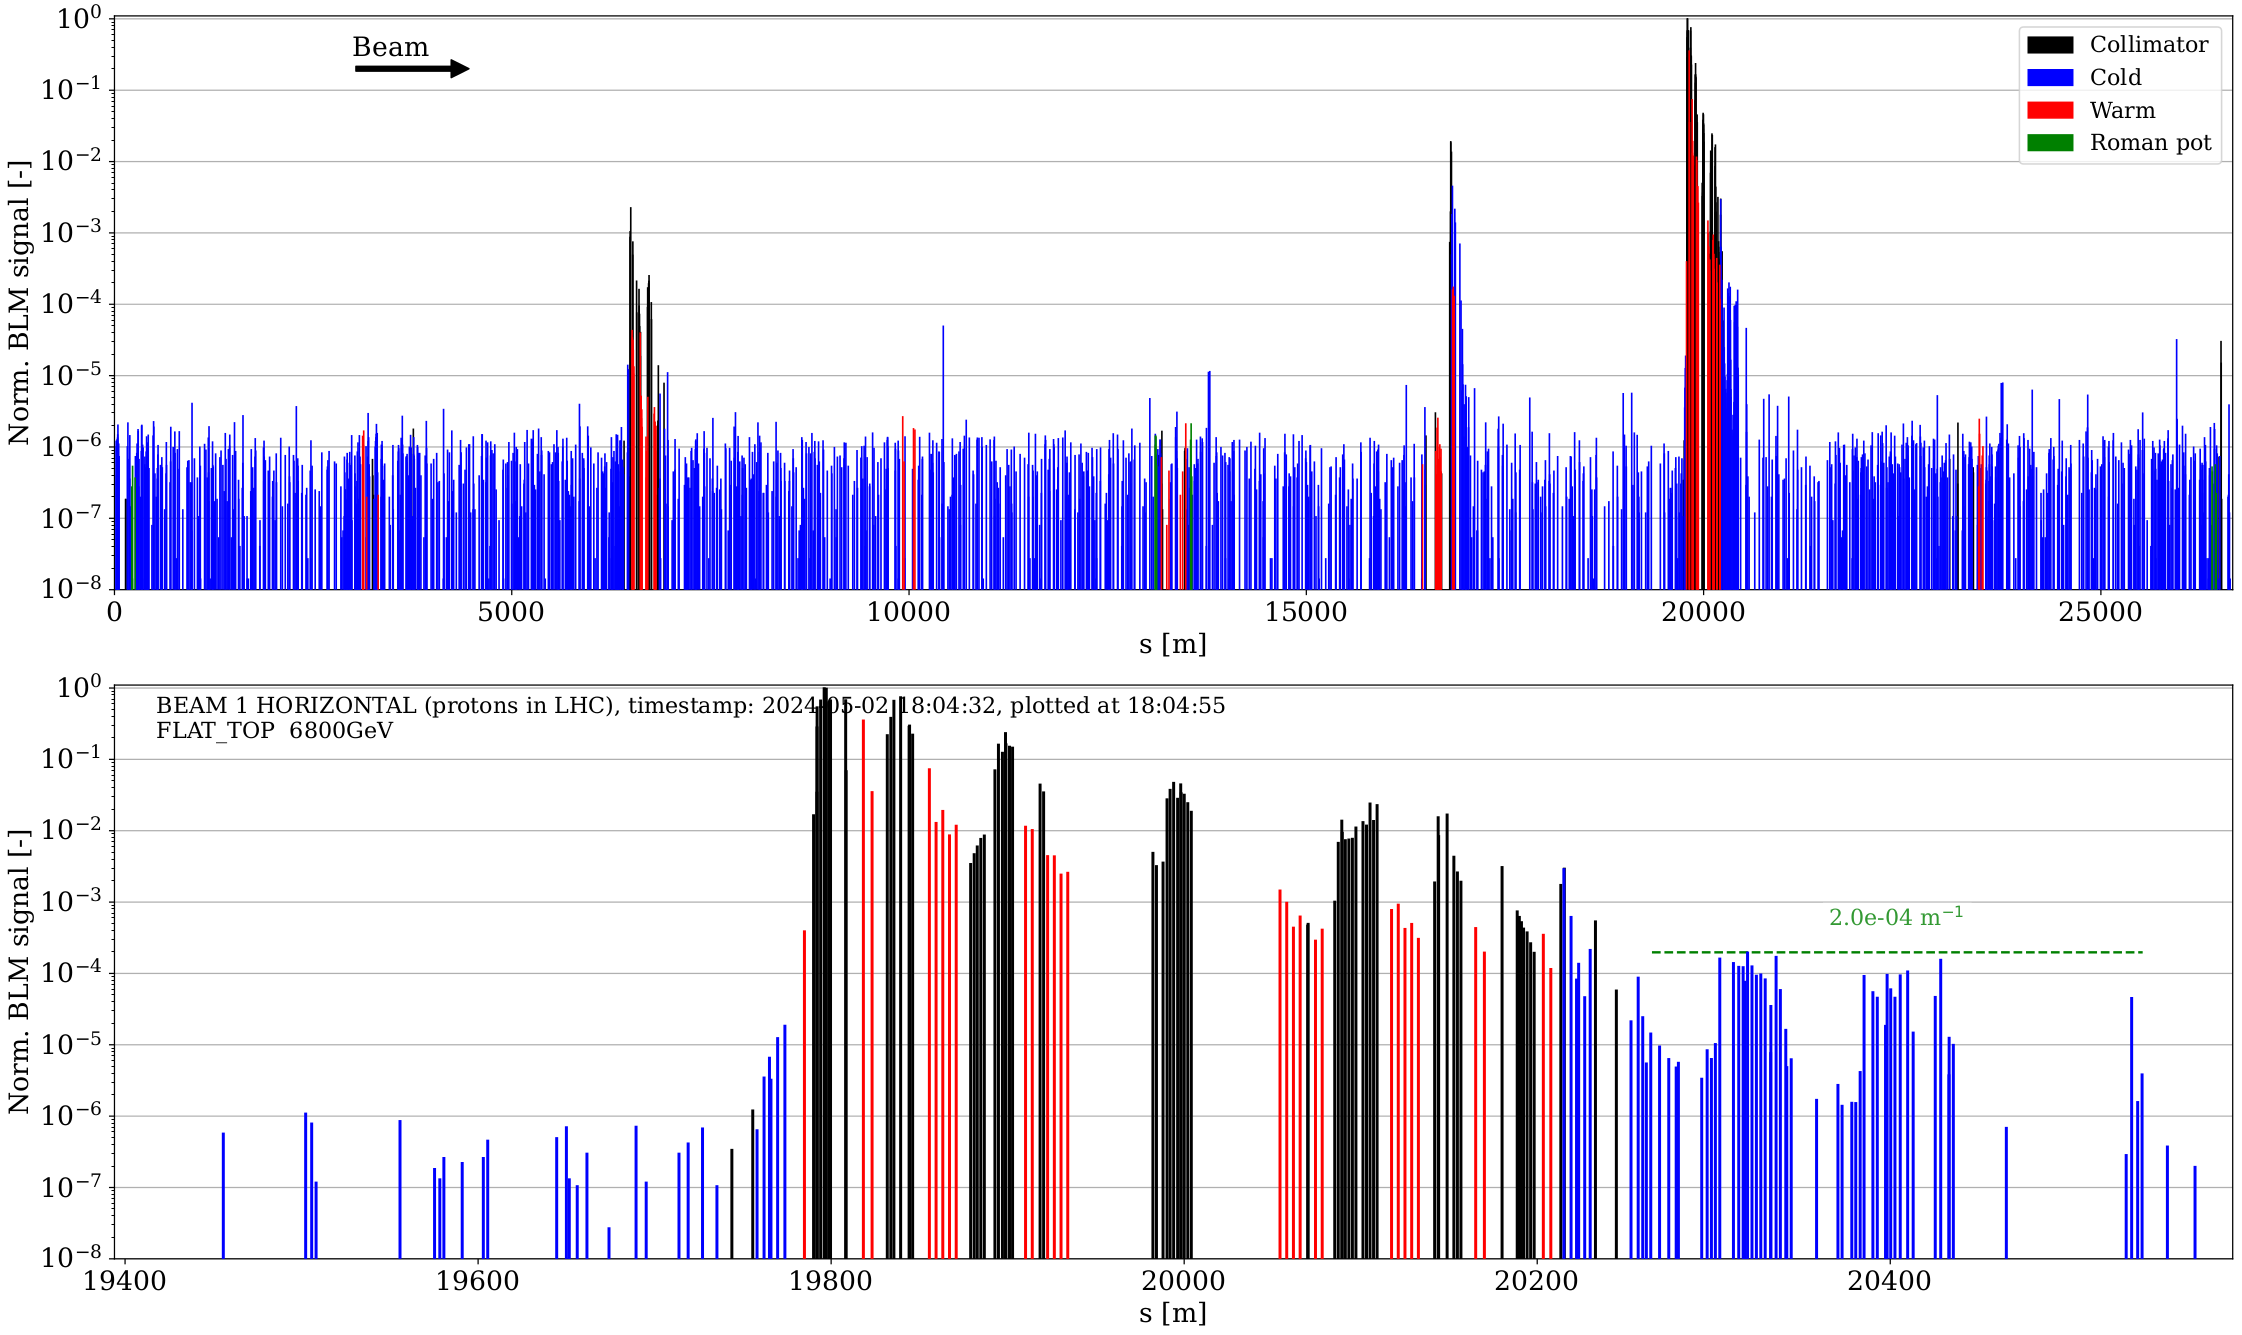 Norm. BLM signal [-]
10⁰
10⁻¹
10⁻²
10⁻³
10⁻⁴
10⁻⁵
10⁻⁶
10⁻⁷
10⁻⁸
Beam
Collimator
Cold
Warm
Roman pot
0 5000 10000 15000 20000 25000
s [m]
Norm. BLM signal [-]
10⁰
10⁻¹
10⁻²
10⁻³
10⁻⁴
10⁻⁵
10⁻⁶
10⁻⁷
10⁻⁸
BEAM 1 HORIZONTAL (protons in LHC), timestamp: 2024-05-02 18:04:32, plotted at 18:04:55
FLAT_TOP 6800GeV
2.0e-04 m⁻¹
19400 19600 19800 20000 20200 20400
s [m]